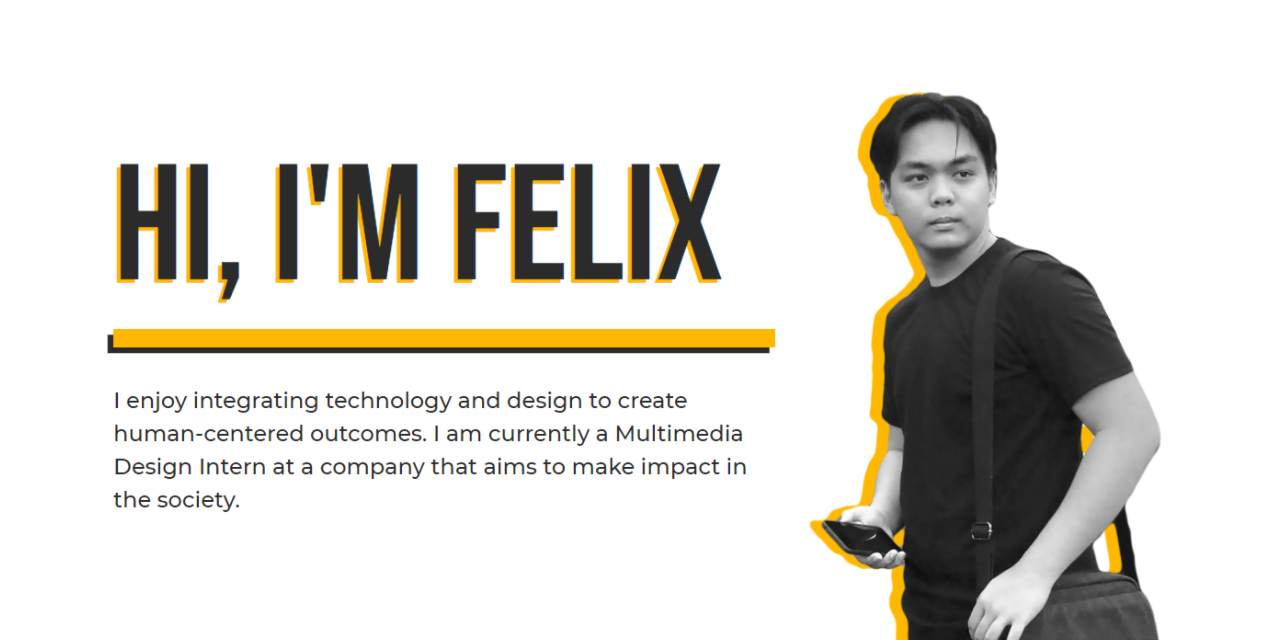 HI, I'M FELIX
I enjoy integrating technology and design to create
human-centered outcomes. I am currently a Multimedia
Design Intern at a company that aims to make impact in
the society.